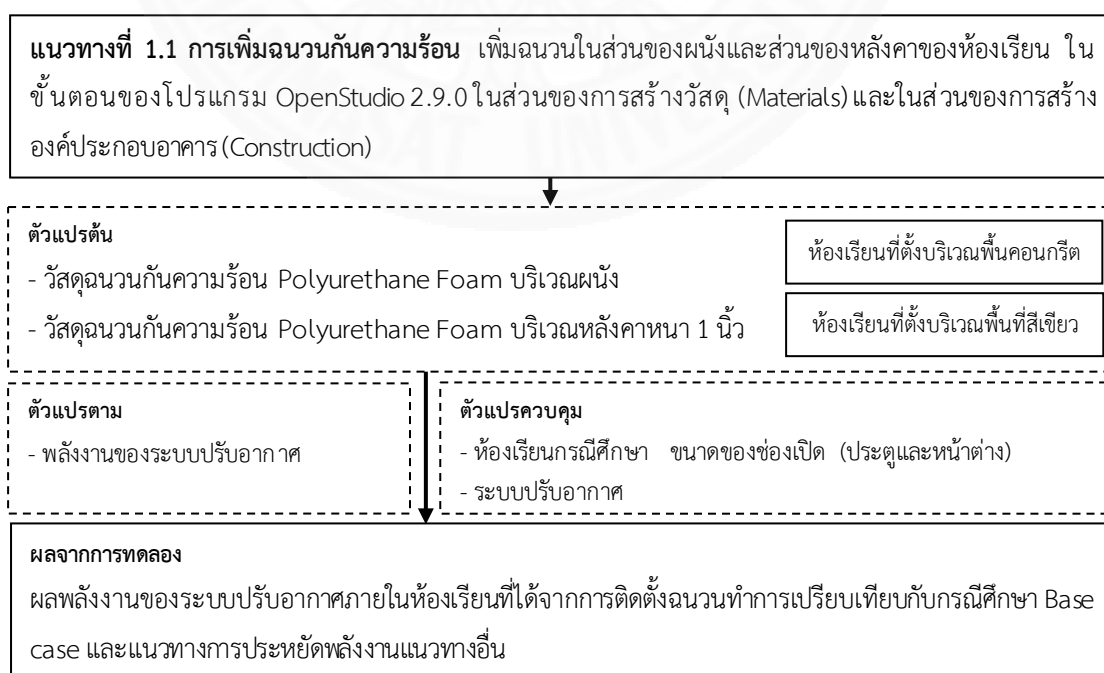 แนวทางที่ 1.1 การเพิ่มฉนวนกันความร้อน เพิ่มฉนวนในส่วนของผนังและส่วนของหลังคาของห้องเรียน ใน
ขั้นตอนของโปรแกรม OpenStudio 2.9.0 ในส่วนของการสร้างวัสดุ (Materials) และในส่วนของการสร้าง
องค์ประกอบอาคาร (Construction)
ตัวแปรต้น
- วัสดุฉนวนกันความร้อน Polyurethane Foam บริเวณผนัง
- วัสดุฉนวนกันความร้อน Polyurethane Foam บริเวณหลังคาหนา 1 นิ้ว
ห้องเรียนที่ตั้งบริเวณพื้นคอนกรีต
ห้องเรียนที่ตั้งบริเวณพื้นที่สีเขียว
ตัวแปรตาม
- พลังงานของระบบปรับอากาศ
ตัวแปรควบคุม
- ห้องเรียนกรณีศึกษา ขนาดของช่องเปิด (ประตูและหน้าต่าง)
- ระบบปรับอากาศ
ผลจากการทดลอง
ผลพลังงานของระบบปรับอากาศภายในห้องเรียนที่ได้จากการติดตั้งฉนวนทำการเปรียบเทียบกับกรณีศึกษา Base
case และแนวทางการประหยัดพลังงานแนวทางอื่น